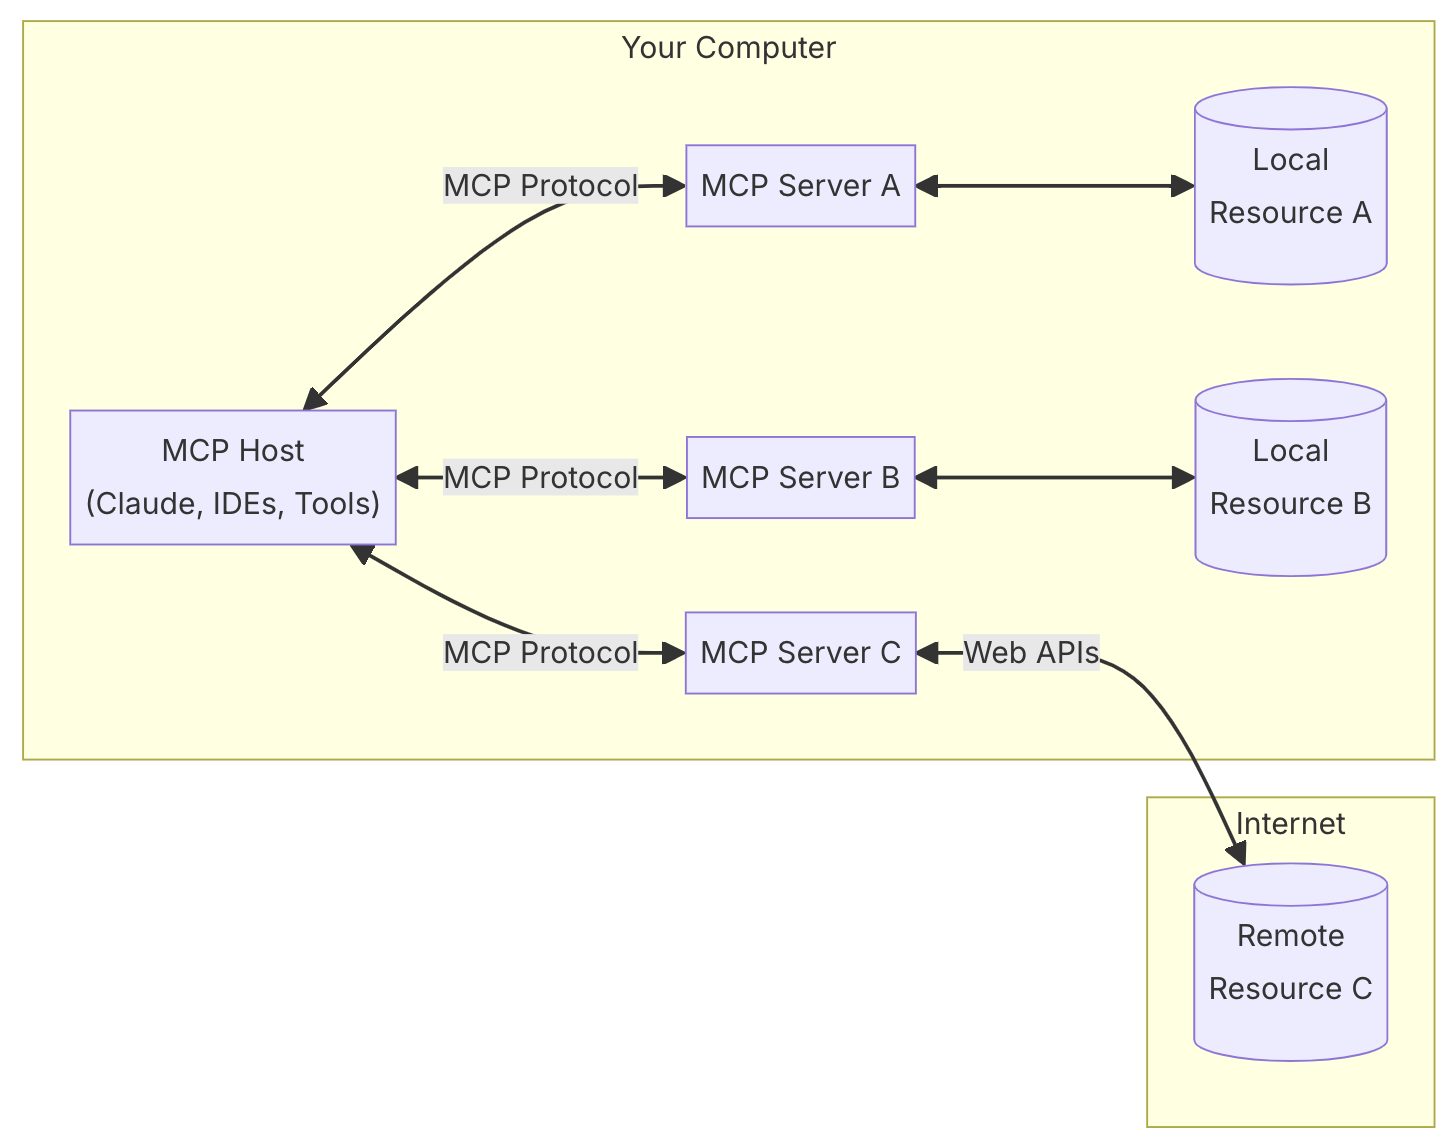 Your Computer
MCP Protocol
MCP Server A
Local
Resource A
MCP Host
(Claude, IDEs, Tools)
MCP Protocol
MCP Server B
Local
Resource B
MCP Protocol
MCP Server C
Web APIs
Internet
Remote
Resource C